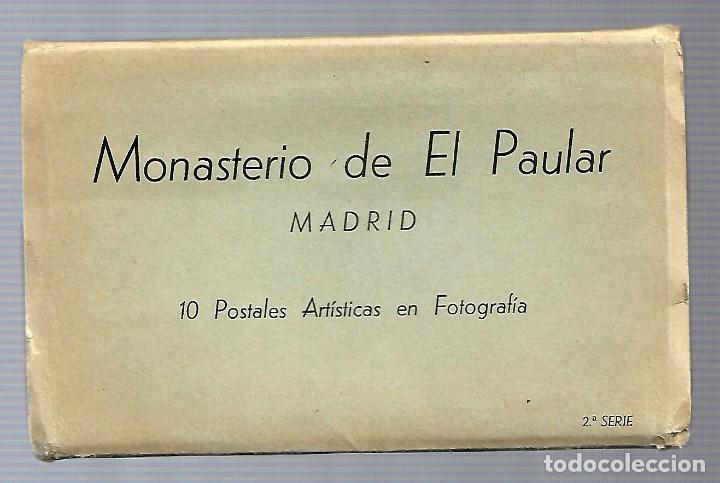 Monasterio de El Paular
MADRID
10 Postales Artísticas en Fotografía
2.ª SERIE
todocoleccion